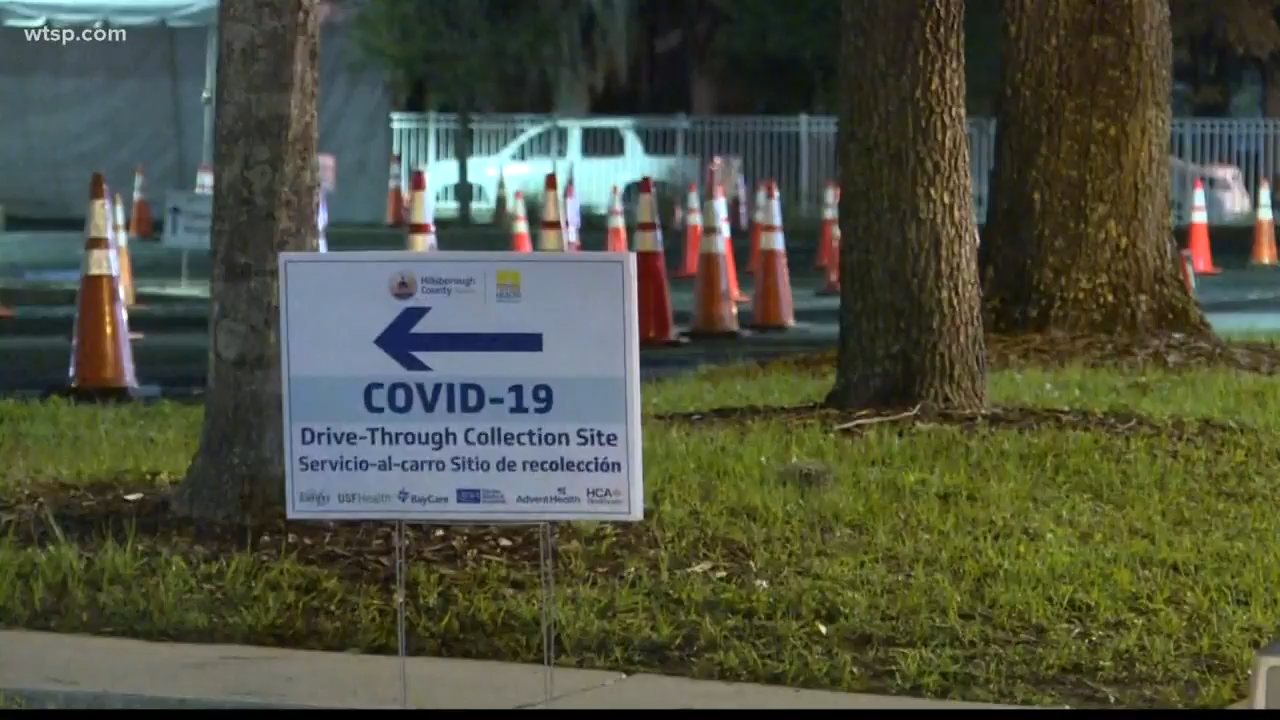 wtsp.com
Hillsborough
County
HEALTH
COVID-19
Drive-Through Collection Site
Servicio-al-carro Sitio de recolección
USFHealth BayCare AdventHealth HCA